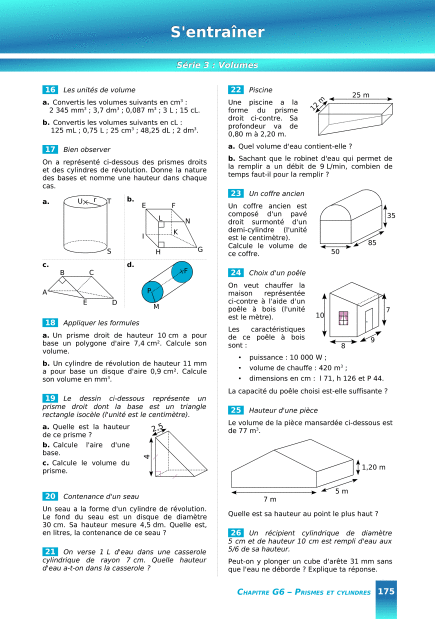 S'entraîner
Série 3 : Volumes
16 Les unités de volume
a. Convertis les volumes suivants en cm³ :
2 345 mm³ ; 3,7 dm³ ; 0,087 m³ ; 3 L ; 15 cL.
b. Convertis les volumes suivants en cL :
125 mL ; 0,75 L ; 25 cm³ ; 48,25 dL ; 2 dm³.
17 Bien observer
On a représenté ci-dessous des prismes droits
et des cylindres de révolution. Donne la nature
des bases et nomme une hauteur dans chaque
cas.
a.
U r T
S
b.
E F
L N
I K
H G
c.
B C
A
E D
d.
F
P
M
18 Appliquer les formules
a. Un prisme droit de hauteur 10 cm a pour
base un polygone d'aire 7,4 cm². Calcule son
volume.
b. Un cylindre de révolution de hauteur 11 mm
a pour base un disque d'aire 0,9 cm². Calcule
son volume en mm³.
19 Le dessin ci-dessous représente un
prisme droit dont la base est un triangle
rectangle isocèle (l'unité est le centimètre).
a. Quelle est la hauteur
de ce prisme ?
b. Calcule l'aire d'une
base.
c. Calcule le volume du
prisme.
2,5
4
20 Contenance d'un seau
Un seau a la forme d'un cylindre de révolution.
Le fond du seau est un disque de diamètre
30 cm. Sa hauteur mesure 4,5 dm. Quelle est,
en litres, la contenance de ce seau ?
21 On verse 1 L d'eau dans une casserole
cylindrique de rayon 7 cm. Quelle hauteur
d'eau a-t-on dans la casserole ?
22 Piscine
Une piscine a la
forme du prisme
droit ci-contre. Sa
profondeur va de
0,80 m à 2,20 m.
12 m
25 m
a. Quel volume d'eau contient-elle ?
b. Sachant que le robinet d'eau qui permet de
la remplir a un débit de 9 L/min, combien de
temps faut-il pour la remplir ?
23 Un coffre ancien
Un coffre ancien est
composé d'un pavé
droit surmonté d'un
demi-cylindre (l'unité
est le centimètre).
Calcule le volume de
ce coffre.
35
85
50
24 Choix d'un poêle
On veut chauffer la
maison représentée
ci-contre à l'aide d'un
poêle à bois (l'unité
est le mètre).
Les caractéristiques
de ce poêle à bois
sont :
10
7
9
8
• puissance : 10 000 W ;
• volume de chauffe : 420 m³ ;
• dimensions en cm : l 71, h 126 et P 44.
La capacité du poêle choisi est-elle suffisante ?
25 Hauteur d'une pièce
Le volume de la pièce mansardée ci-dessous est
de 77 m³.
1,20 m
5 m
7 m
Quelle est sa hauteur au point le plus haut ?
26 Un récipient cylindrique de diamètre
5 cm et de hauteur 10 cm est rempli d'eau aux
5/6 de sa hauteur.
Peut-on y plonger un cube d'arête 31 mm sans
que l'eau ne déborde ? Explique ta réponse.
CHAPITRE G6 – PRISMES ET CYLINDRES 175